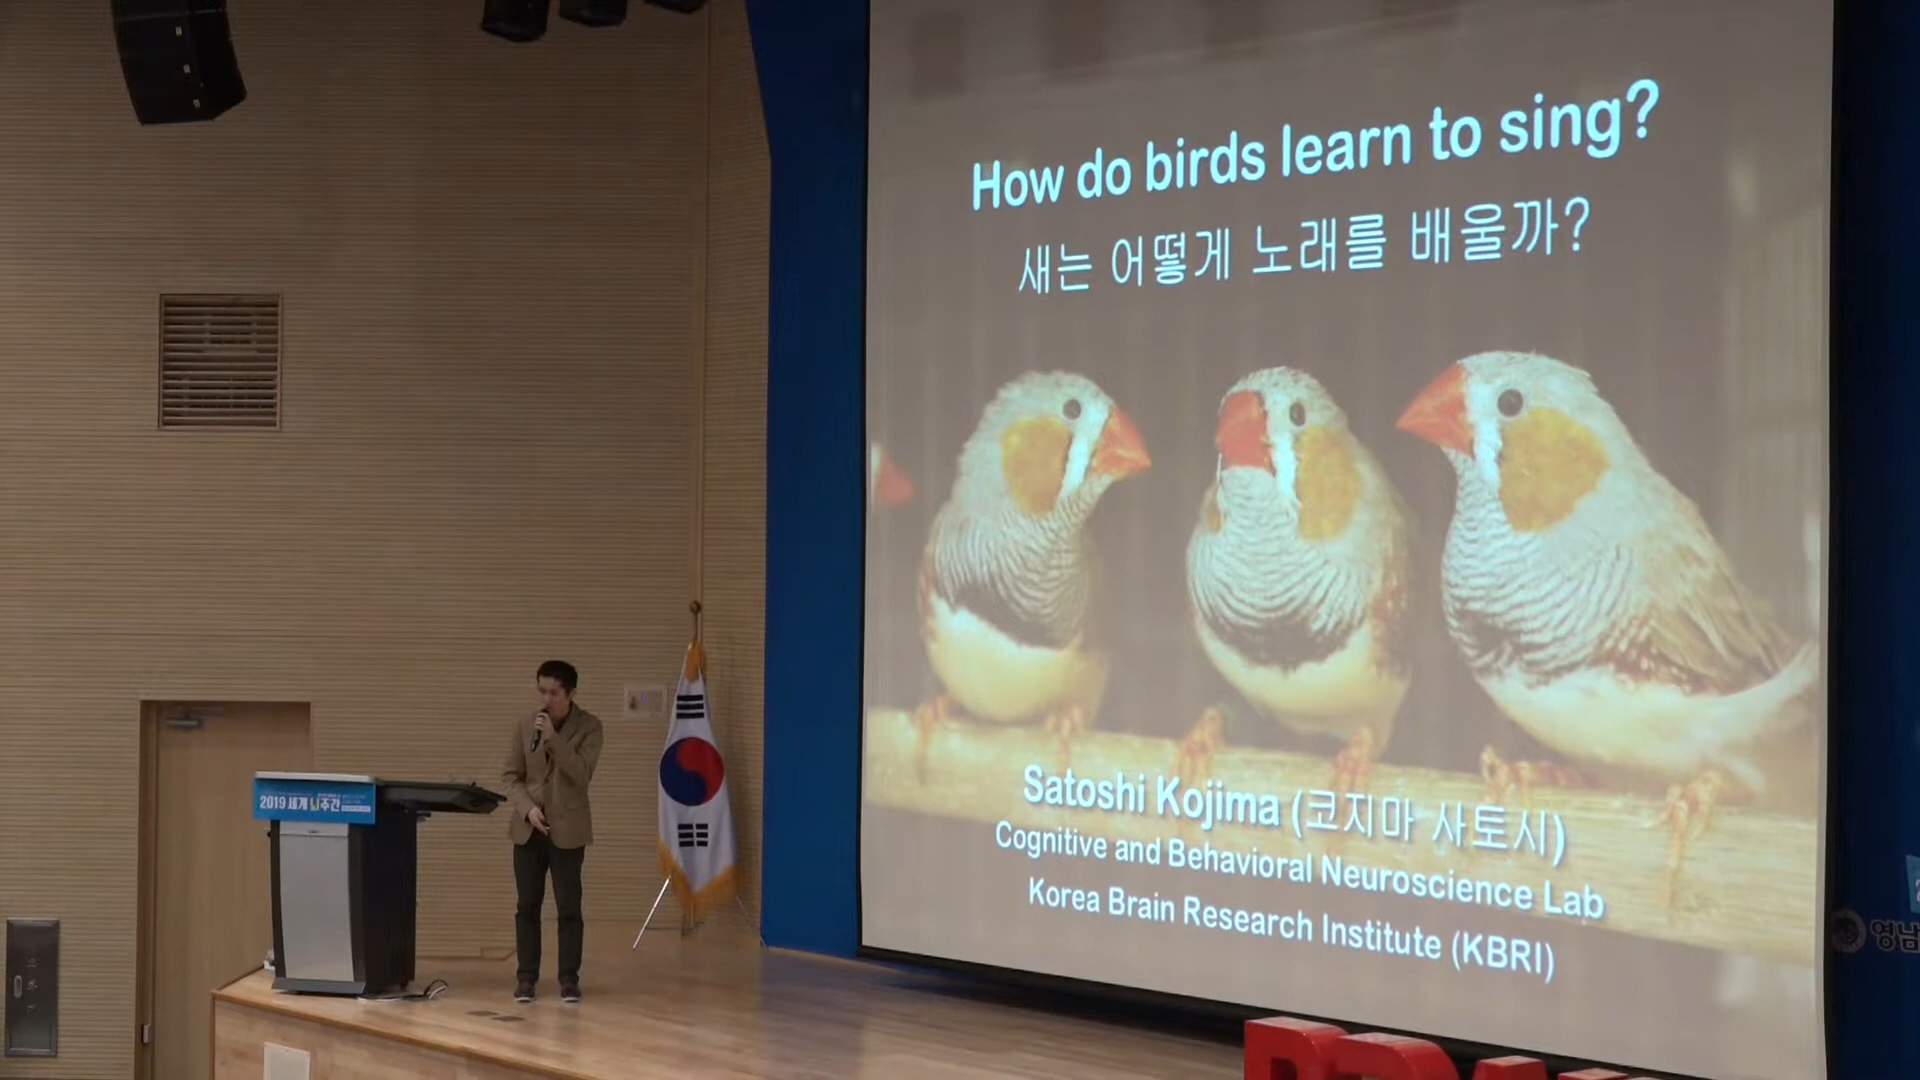 How do birds learn to sing?
새는 어떻게 노래를 배울까?
Satoshi Kojima (코지마 사토시)
Cognitive and Behavioral Neuroscience Lab
Korea Brain Research Institute (KBRI)
2019 세계 뇌주간
영남